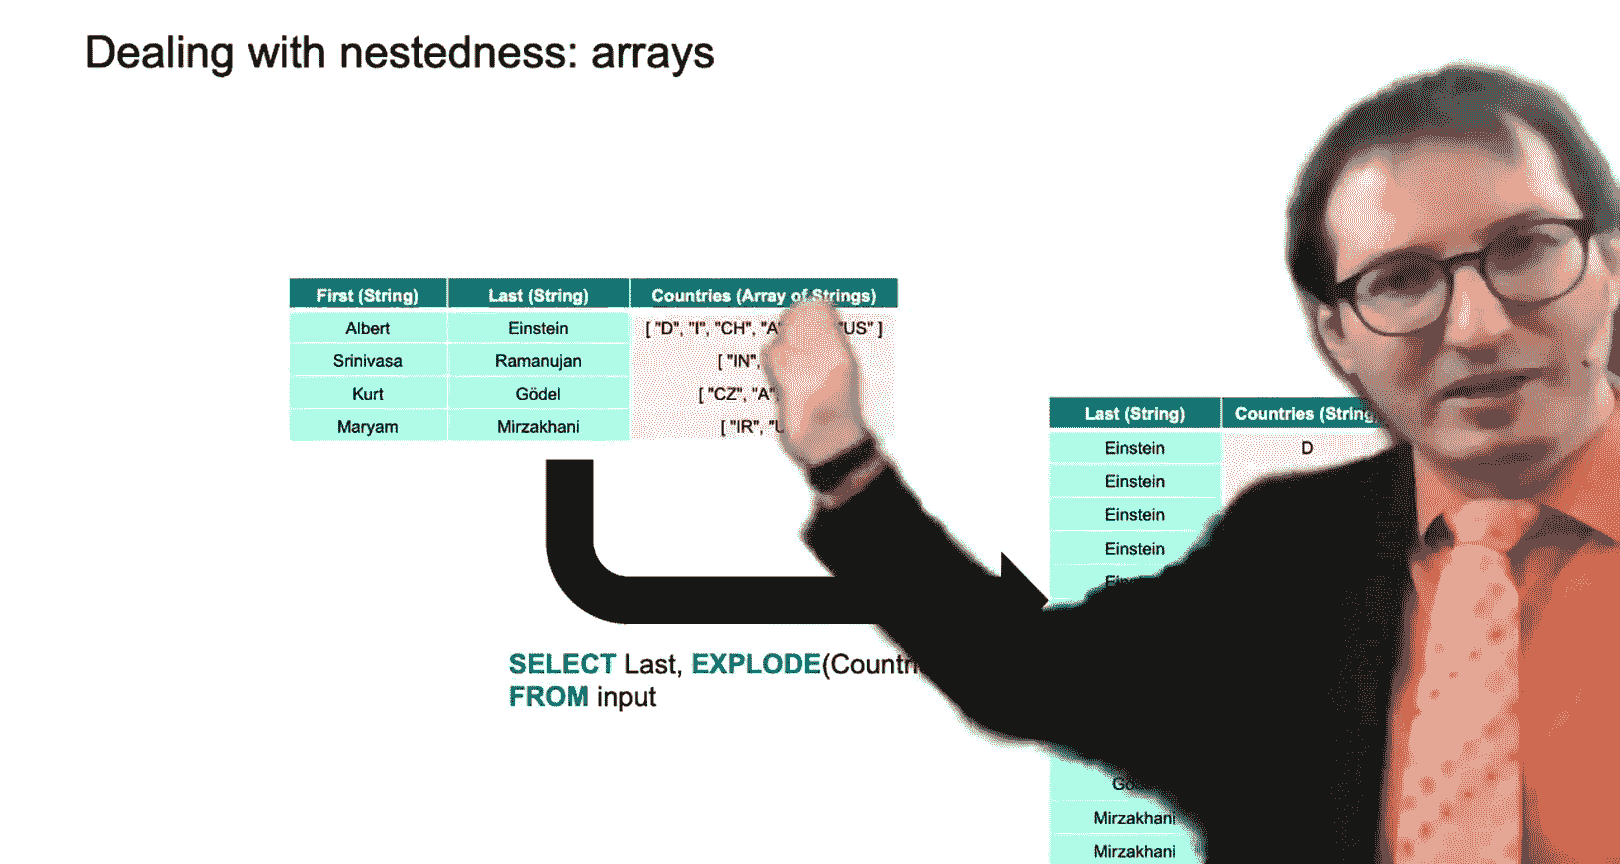 Dealing with nestedness: arrays
First (String) Last (String) Countries (Array of Strings)
Albert Einstein [ "D", "I", "CH", "A "US" ]
Srinivasa Ramanujan [ "IN",
Kurt Gödel [ "CZ", "A",
Maryam Mirzakhani [ "IR",
Last (String) Countries (String
Einstein D
Einstein
Einstein
Einstein
SELECT Last, EXPLODE(
FROM input
Mirzakhani
Mirzakhani